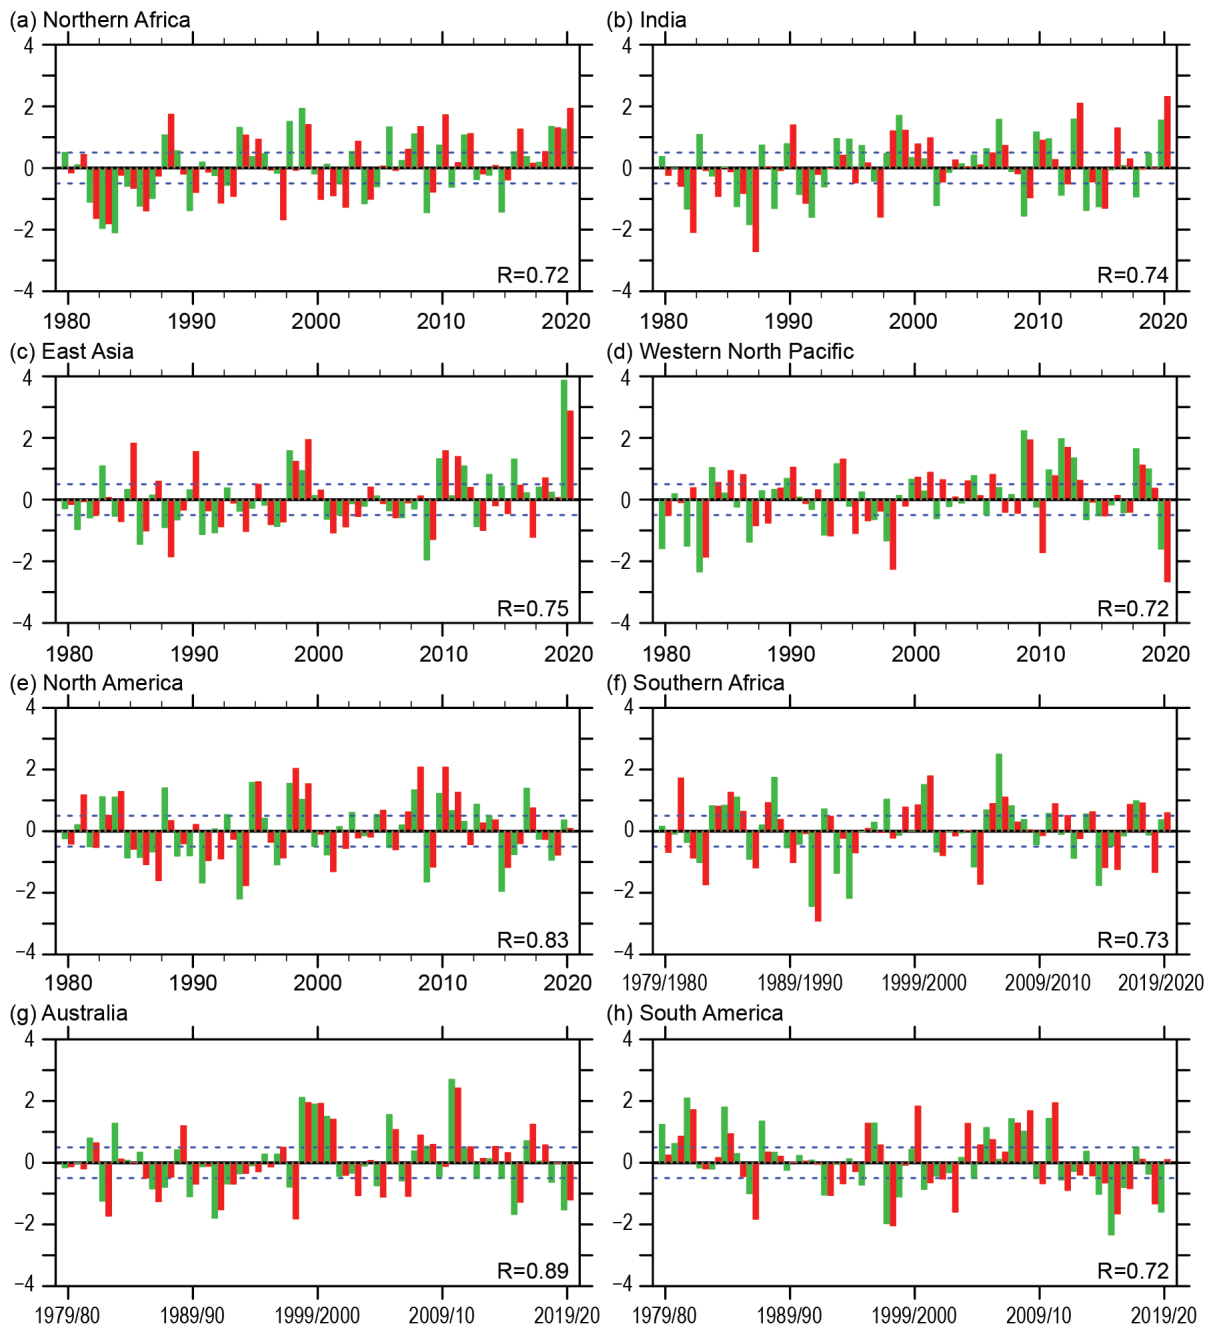 (a) Northern Africa
4
2
0
−2
−4
R=0.72
1980 1990 2000 2010 2020
(b) India
4
2
0
−2
−4
R=0.74
1980 1990 2000 2010 2020
(c) East Asia
4
2
0
−2
−4
R=0.75
1980 1990 2000 2010 2020
(d) Western North Pacific
4
2
0
−2
−4
R=0.72
1980 1990 2000 2010 2020
(e) North America
4
2
0
−2
−4
R=0.83
1980 1990 2000 2010 2020
(f) Southern Africa
4
2
0
−2
−4
R=0.73
1979/1980 1989/1990 1999/2000 2009/2010 2019/2020
(g) Australia
4
2
0
−2
−4
R=0.89
1979/80 1989/90 1999/2000 2009/10 2019/20
(h) South America
4
2
0
−2
−4
R=0.72
1979/80 1989/90 1999/2000 2009/10 2019/20